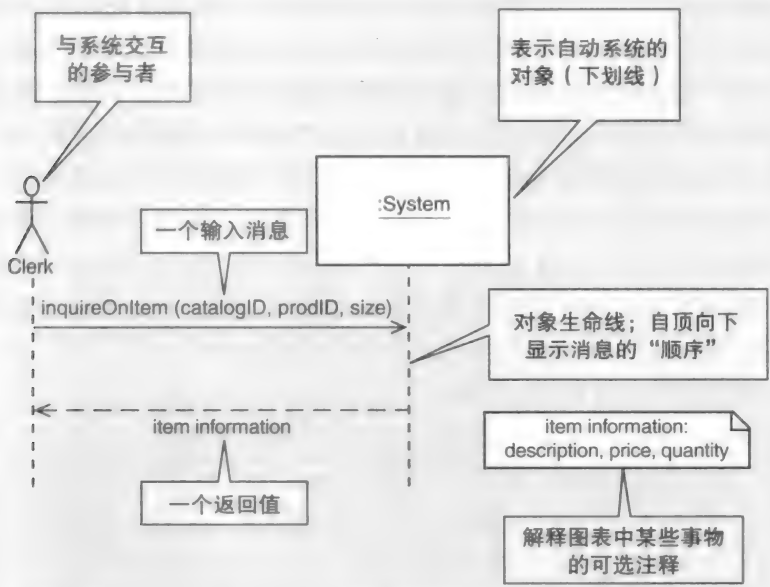 与系统交互
的参与者
表示自动系统的
对象（下划线）
:System
一个输入消息
Clerk
inquireOnItem (catalogID, prodID, size)
对象生命线；自顶向下
显示消息的“顺序”
item information
item information:
description, price, quantity
一个返回值
解释图表中某些事物
的可选注释